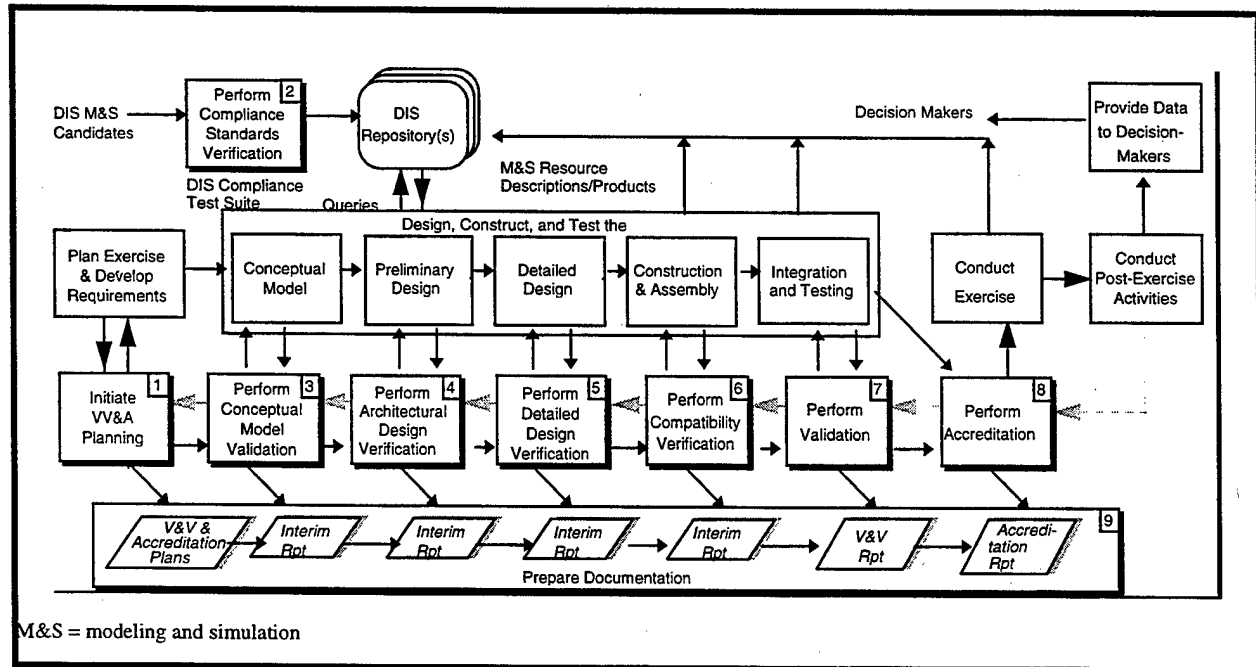 DIS M&S
Candidates
2
Perform
Compliance
Standards
Verification
DIS Compliance
Test Suite
DIS
Repository(s)
Queries
M&S Resource
Descriptions/Products
Decision Makers
Provide Data
to Decision-
Makers
Plan Exercise
& Develop
Requirements
Design, Construct, and Test the
Conceptual
Model
Preliminary
Design
Detailed
Design
Construction
& Assembly
Integration
and Testing
Conduct
Exercise
Conduct
Post-Exercise
Activities
1
Initiate
VV&A
Planning
3
Perform
Conceptual
Model
Validation
4
Perform
Architectural
Design
Verification
5
Perform
Detailed
Design
Verification
6
Perform
Compatibility
Verification
7
Perform
Validation
8
Perform
Accreditation
9
V&V &
Accreditation
Plans
Interim
Rpt
Interim
Rpt
Interim
Rpt
Interim
Rpt
V&V
Rpt
Accredi-
tation
Rpt
Prepare Documentation
M&S = modeling and simulation